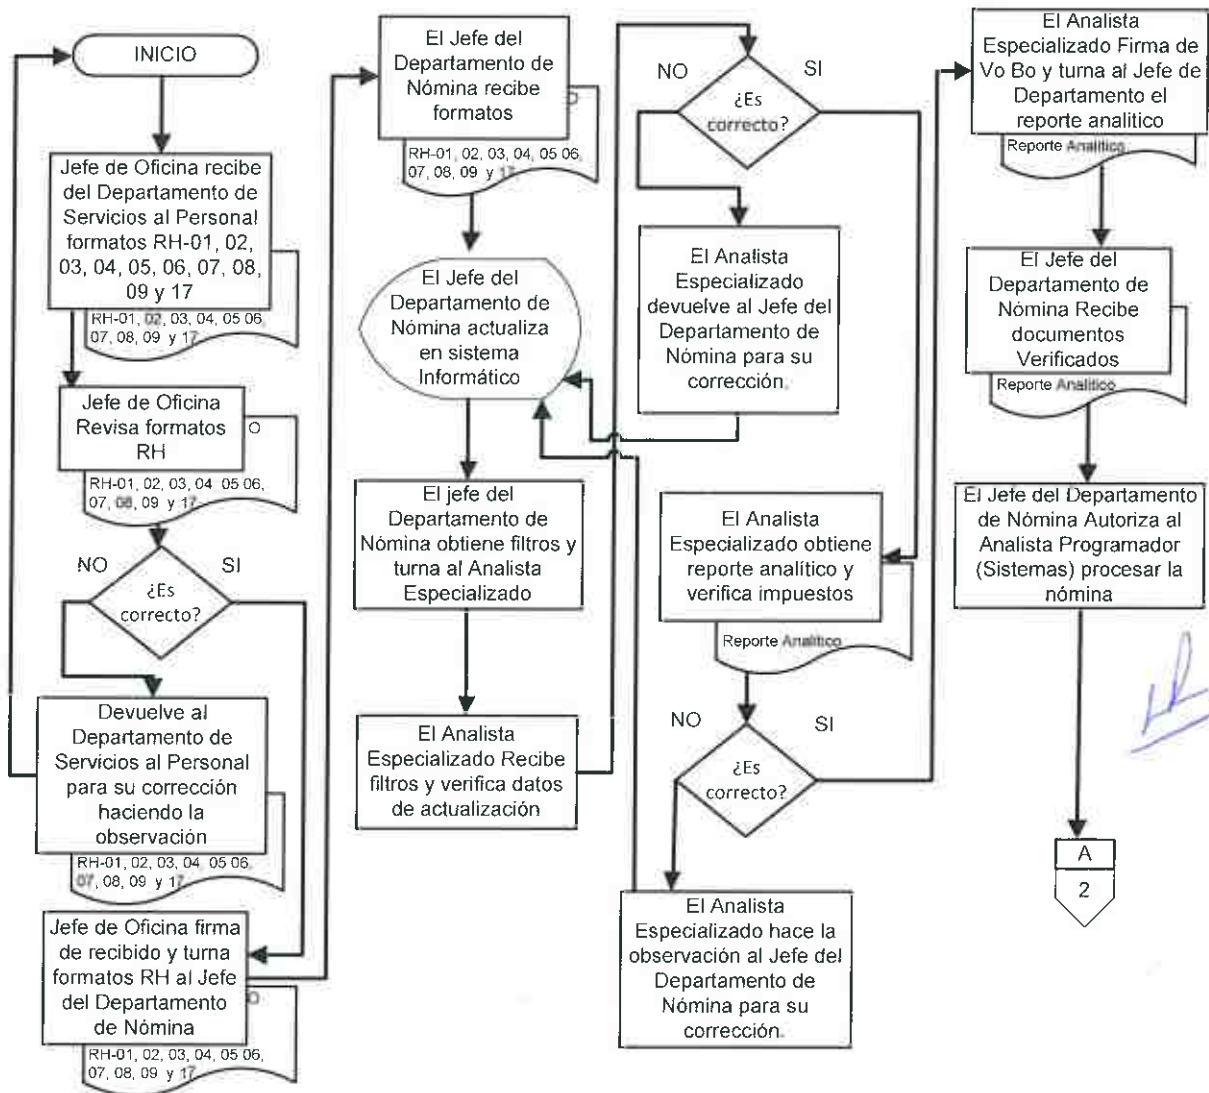 INICIO
Jefe de Oficina recibe
del Departamento de
Servicios al Personal
formatos RH-01, 02,
03, 04, 05, 06, 07, 08,
09 y 17
RH-01, 02, 03, 04, 05 06,
07, 08, 09 y 17
Jefe de Oficina
Revisa formatos
RH
RH-01, 02, 03, 04 05 06,
07, 08, 09 y 17
NO
SI
¿Es
correcto?
Devuelve al
Departamento de
Servicios al Personal
para su corrección
haciendo la
observación
RH-01, 02, 03, 04, 05 06,
07, 08, 09 y 17
Jefe de Oficina firma
de recibido y turna
formatos RH al Jefe
del Departamento
de Nómina
RH-01, 02, 03, 04, 05 06,
07, 08, 09 y 17
El Jefe del
Departamento de
Nómina recibe
formatos
RH-01, 02, 03, 04, 05 06,
07, 08, 09 y 17
El Jefe del
Departamento de
Nómina actualiza
en sistema
Informático
El jefe del
Departamento de
Nómina obtiene filtros y
turna al Analista
Especializado
El Analista
Especializado Recibe
filtros y verifica datos
de actualización
NO
SI
¿Es
correcto?
El Analista
Especializado
devuelve al Jefe del
Departamento de
Nómina para su
corrección.
El Analista
Especializado obtiene
reporte analítico y
verifica impuestos
Reporte Analítico
NO
SI
¿Es
correcto?
El Analista
Especializado hace la
observación al Jefe del
Departamento de
Nómina para su
corrección.
El Analista
Especializado Firma de
Vo Bo y turna al Jefe de
Departamento el
reporte analitico
Reporte Analítico
El Jefe del
Departamento de
Nómina Recibe
documentos
Verificados
Reporte Analítico
El Jefe del Departamento
de Nómina Autoriza al
Analista Programador
(Sistemas) procesar la
nómina
A
2